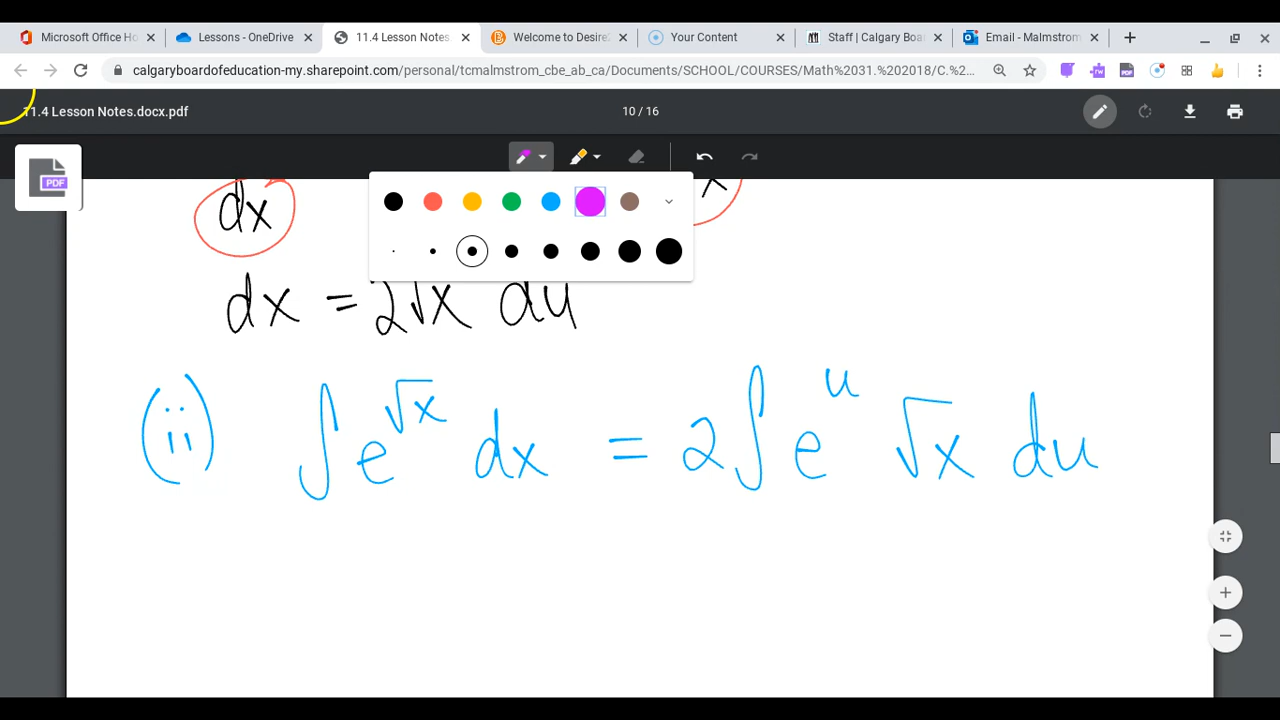 Microsoft Office Ho
Lessons - OneDrive
11.4 Lesson Notes.
Welcome to Desire2
Your Content
Staff | Calgary Boa
Email - Malmstrom
calgaryboardofeducation-my.sharepoint.com/personal/tcmalmstrom_cbe_ab_ca/Documents/SCHOOL/COURSES/Math%2031.%202018/C.%2...
11.4 Lesson Notes.docx.pdf
10 / 16
PDF
dx
x
dx = 2√x du
(ii) ∫ e^√x dx = 2 ∫ e^u √x du